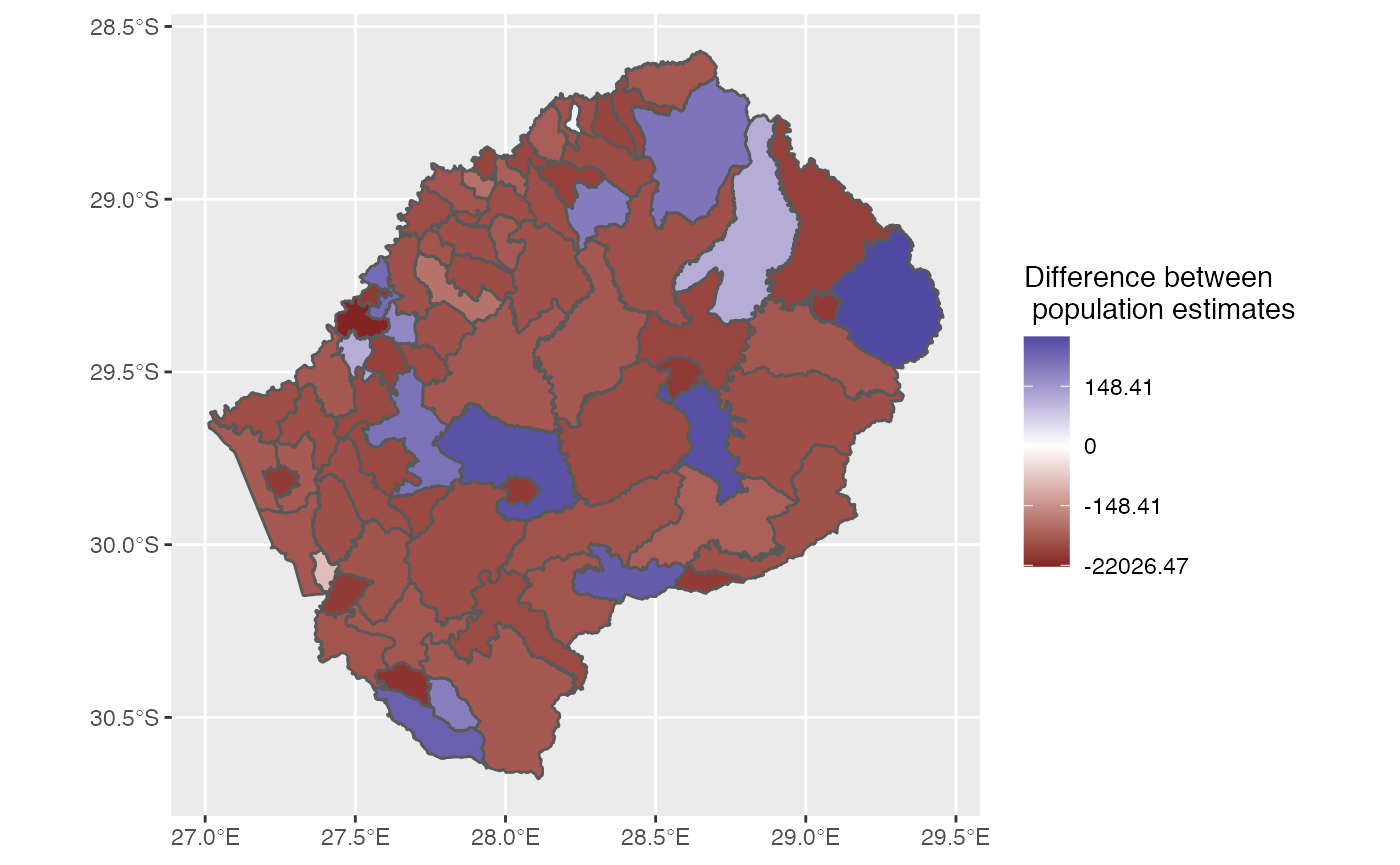 28.5°S
29.0°S
29.5°S
30.0°S
30.5°S
27.0°E
27.5°E
28.0°E
28.5°E
29.0°E
29.5°E
Difference between
population estimates
148.41
0
-148.41
-22026.47